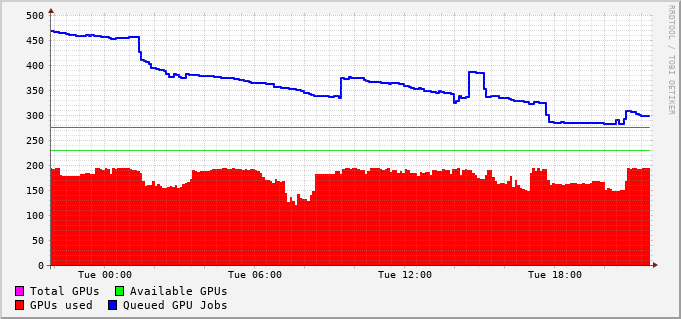 500
450
400
350
300
250
200
150
100
50
0
Tue 00:00 Tue 06:00 Tue 12:00 Tue 18:00
Total GPUs Available GPUs
GPUs used Queued GPU Jobs
RRDTOOL / TOBI OETIKER